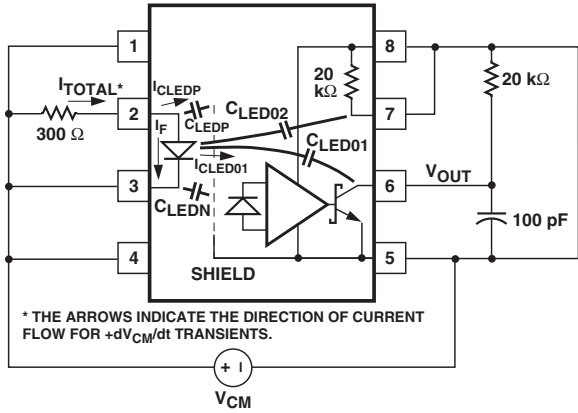 1
8
I_TOTAL*
I_CLEDP
20
kΩ
C_LED02
20 kΩ
2
C_LEDP
7
300 Ω
I_F
C_LED01
I_CLED01
3
6
V_OUT
C_LEDN
100 pF
4
SHIELD
5
* THE ARROWS INDICATE THE DIRECTION OF CURRENT
FLOW FOR +dV_CM/dt TRANSIENTS.
+ –
V_CM